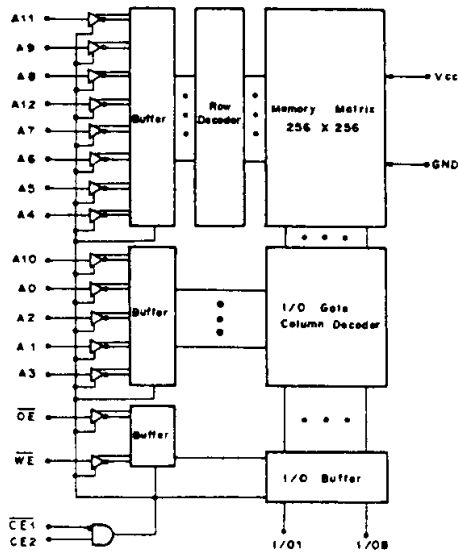 A11
A9
A8
A12
A7
A6
A5
A4
Buffer
Row
Decoder
Memory Matrix
256 X 256
Vcc
GND
A10
A0
A2
A1
A3
Buffer
I/O Gate
Column Decoder
OE
WE
Buffer
I/O Buffer
CE1
CE2
I/O1
I/O8